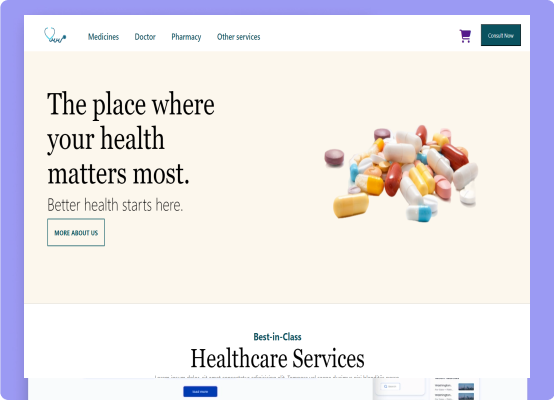 Medicines Doctor Pharmacy Other services
Consult Now
The place where
your health
matters most.
Better health starts here.
MORE ABOUT US
Best-in-Class
Healthcare Services